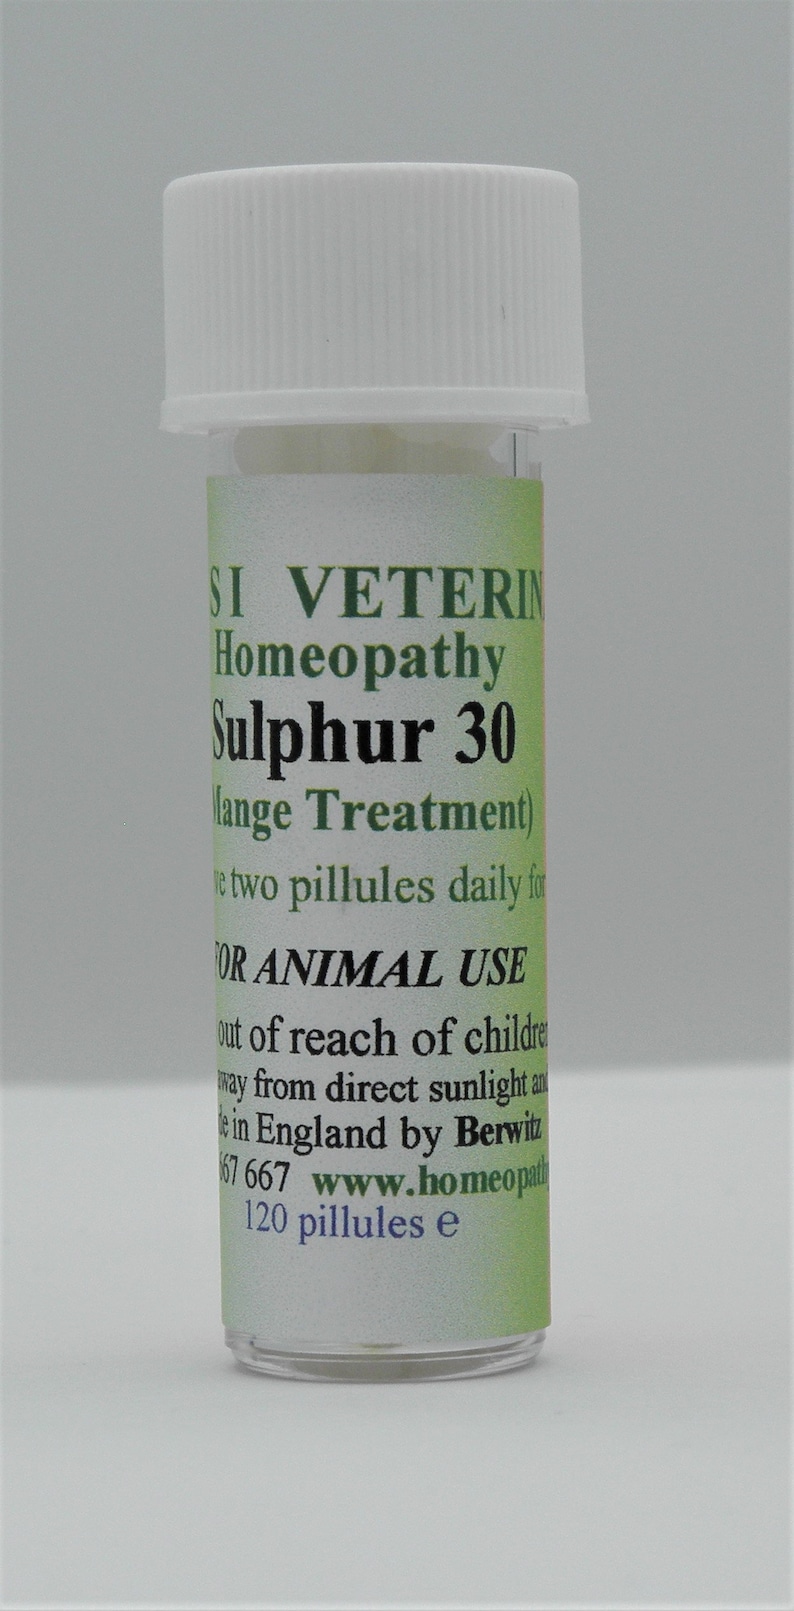 SI VETERIN
Homeopathy
Sulphur 30
Mange Treatment)
ve two pillules daily for
FOR ANIMAL USE
out of reach of children
away from direct sunlight and
de in England by Berwitz
667 667 www.homeopathy
120 pillules ℮